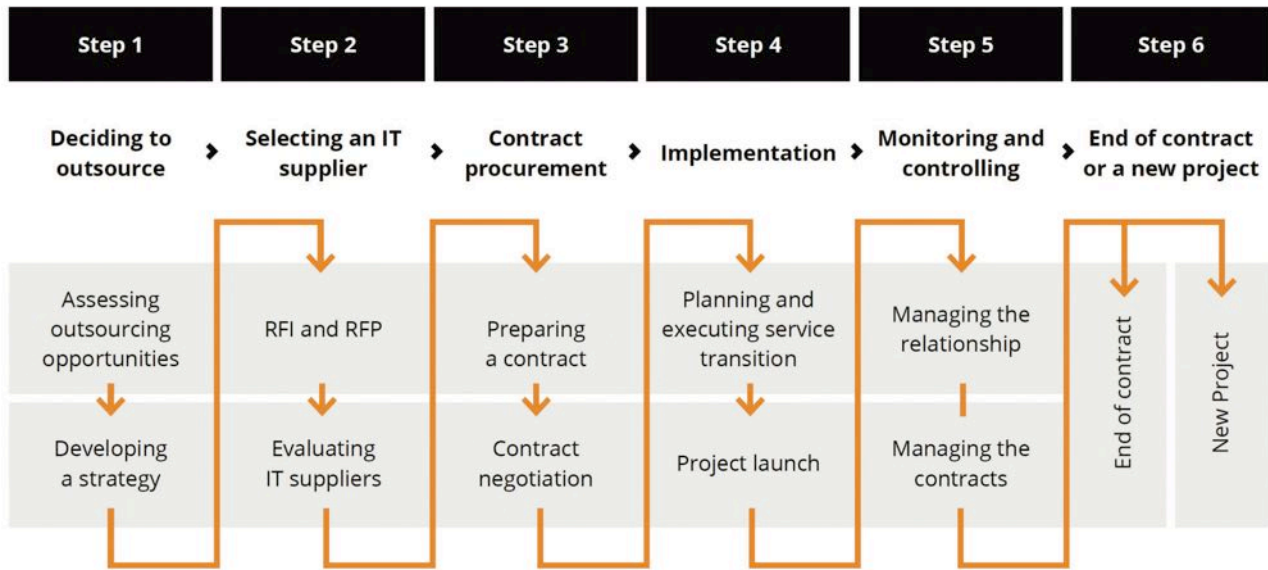 Step 1
Step 2
Step 3
Step 4
Step 5
Step 6
Deciding to
outsource
Selecting an IT
supplier
Contract
procurement
Implementation
Monitoring and
controlling
End of contract
or a new project
Assessing
outsourcing
opportunities
RFI and RFP
Preparing
a contract
Planning and
executing service
transition
Managing the
relationship
Developing
a strategy
Evaluating
IT suppliers
Contract
negotiation
Project launch
Managing the
contracts
End of contract
New Project